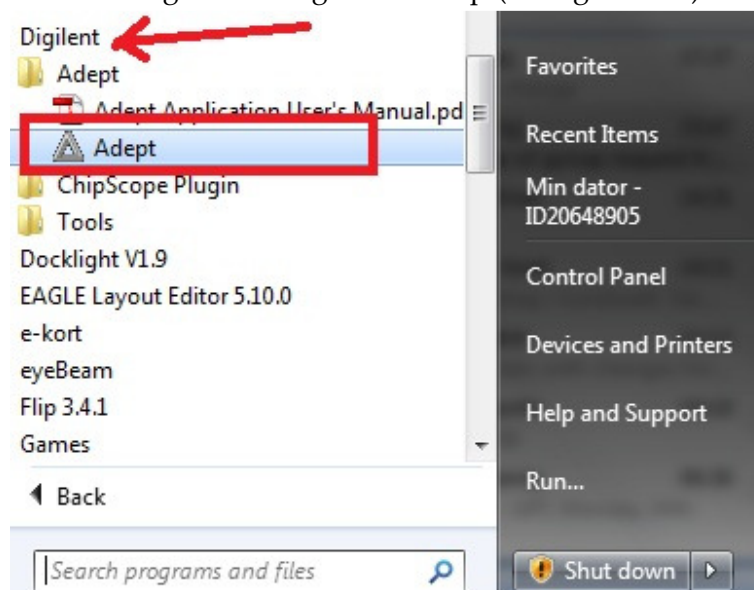 Digilent
Adept
Adept Application User's Manual.pd
Adept
ChipScope Plugin
Tools
Docklight V1.9
EAGLE Layout Editor 5.10.0
e-kort
eyeBeam
Flip 3.4.1
Games
Back
Search programs and files
Favorites
Recent Items
Min dator -
ID20648905
Control Panel
Devices and Printers
Help and Support
Run...
Shut down